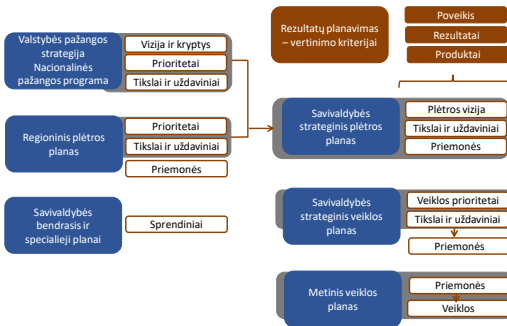 Valstybės pažangos
strategija
Nacionalinės
pažangos programa
Vizija ir kryptys
Prioritetai
Tikslai ir uždaviniai
Regioninis plėtros
planas
Prioritetai
Tikslai ir uždaviniai
Priemonės
Savivaldybės
bendrasis ir
specialieji planai
Sprendiniai
Rezultatų planavimas
– vertinimo kriterijai
Poveikis
Rezultatai
Produktai
Savivaldybės
strateginis plėtros
planas
Plėtros vizija
Tikslai ir uždaviniai
Priemonės
Savivaldybės
strateginis veiklos
planas
Veiklos prioritetai
Tikslai ir uždaviniai
Priemonės
Metinis veiklos
planas
Priemonės
Veiklos